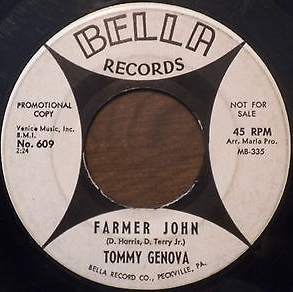 BELLA
RECORDS
PROMOTIONAL
COPY
Venice Music, Inc.
B.M.I.
No. 609
2:24
NOT FOR
SALE
45 RPM
Arr. Marla Pro.
MB-335
FARMER JOHN
(D. Harris, D. Terry Jr.)
TOMMY GENOVA
BELLA RECORD CO., PECKVILLE, PA.